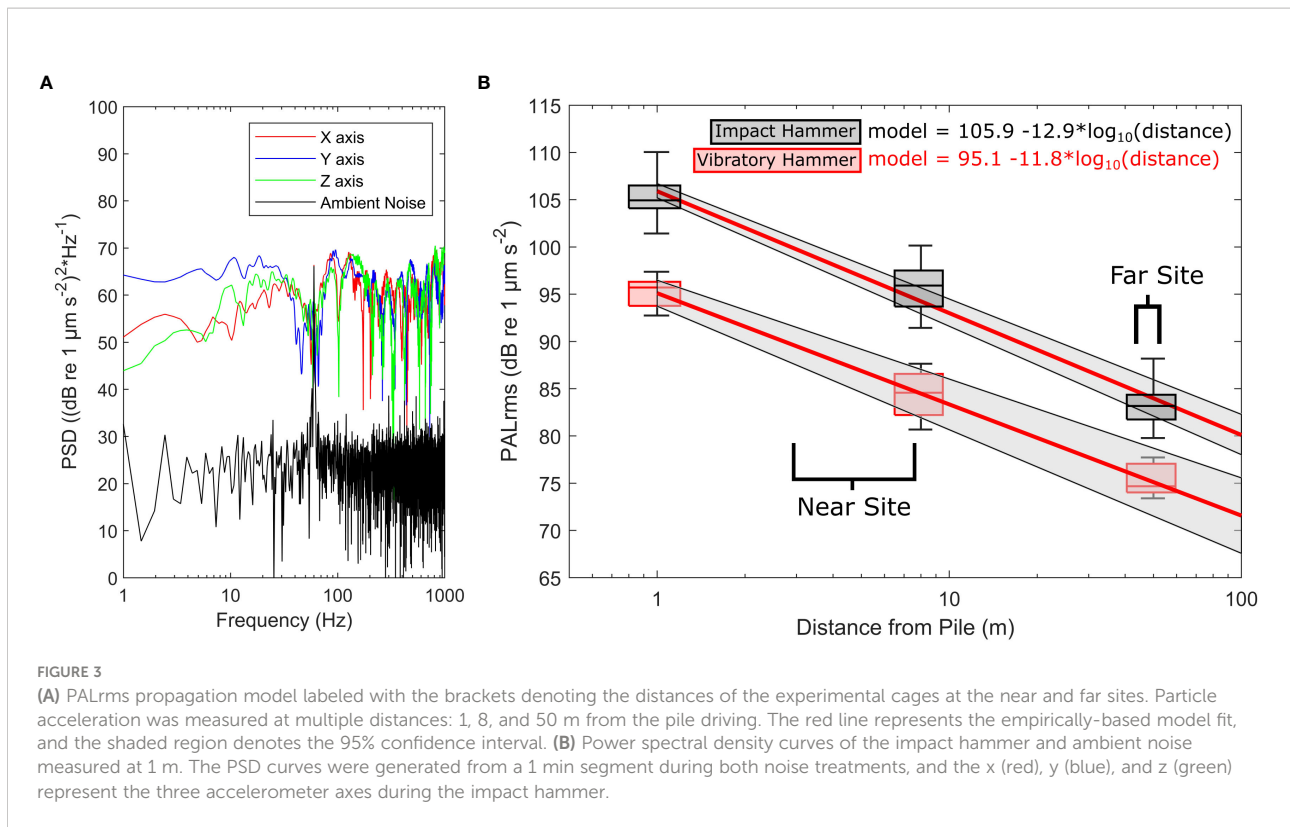 A
B
100
90
80
70
60
50
40
30
20
10
0
PSD ((dB re 1 μm s⁻²)²*Hz⁻¹)
X axis
Y axis
Z axis
Ambient Noise
1
10
100
1000
Frequency (Hz)
115
110
105
100
95
90
85
80
75
70
65
PALrms (dB re 1 μm s⁻²)
Impact Hammer model = 105.9 -12.9*log₁₀(distance)
Vibratory Hammer model = 95.1 -11.8*log₁₀(distance)
Far Site
Near Site
1
10
100
Distance from Pile (m)
FIGURE 3
(A) PALrms propagation model labeled with the brackets denoting the distances of the experimental cages at the near and far sites. Particle
acceleration was measured at multiple distances: 1, 8, and 50 m from the pile driving. The red line represents the empirically-based model fit,
and the shaded region denotes the 95% confidence interval. (B) Power spectral density curves of the impact hammer and ambient noise
measured at 1 m. The PSD curves were generated from a 1 min segment during both noise treatments, and the x (red), y (blue), and z (green)
represent the three accelerometer axes during the impact hammer.